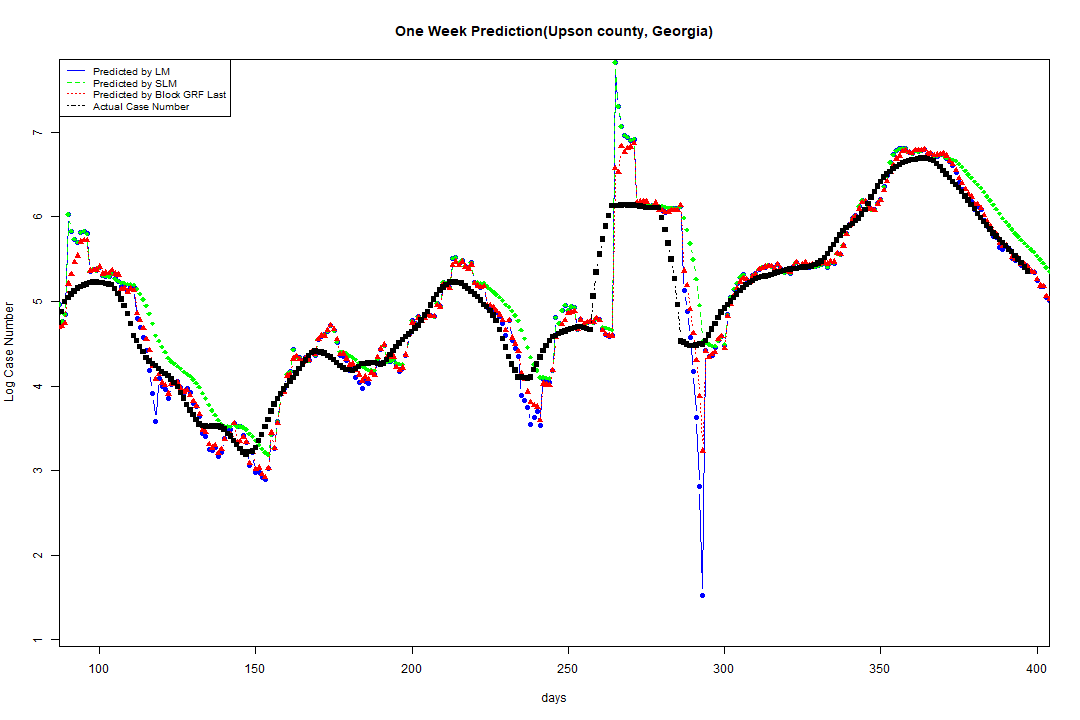 One Week Prediction(Upson county, Georgia)
Predicted by LM
Predicted by SLM
Predicted by Block GRF Last
Actual Case Number
Log Case Number
7
6
5
4
3
2
1
100 150 200 250 300 350 400
days